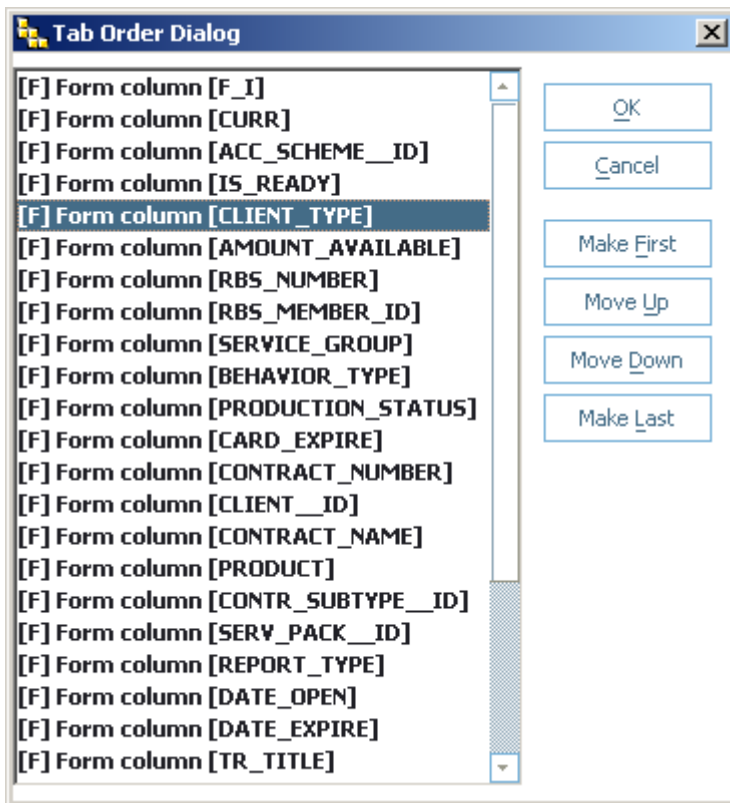 Tab Order Dialog
[F] Form column [F_I]
[F] Form column [CURR]
[F] Form column [ACC_SCHEME__ID]
[F] Form column [IS_READY]
[F] Form column [CLIENT_TYPE]
[F] Form column [AMOUNT_AVAILABLE]
[F] Form column [RBS_NUMBER]
[F] Form column [RBS_MEMBER_ID]
[F] Form column [SERVICE_GROUP]
[F] Form column [BEHAVIOR_TYPE]
[F] Form column [PRODUCTION_STATUS]
[F] Form column [CARD_EXPIRE]
[F] Form column [CONTRACT_NUMBER]
[F] Form column [CLIENT__ID]
[F] Form column [CONTRACT_NAME]
[F] Form column [PRODUCT]
[F] Form column [CONTR_SUBTYPE__ID]
[F] Form column [SERV_PACK__ID]
[F] Form column [REPORT_TYPE]
[F] Form column [DATE_OPEN]
[F] Form column [DATE_EXPIRE]
[F] Form column [TR_TITLE]
OK
Cancel
Make First
Move Up
Move Down
Make Last